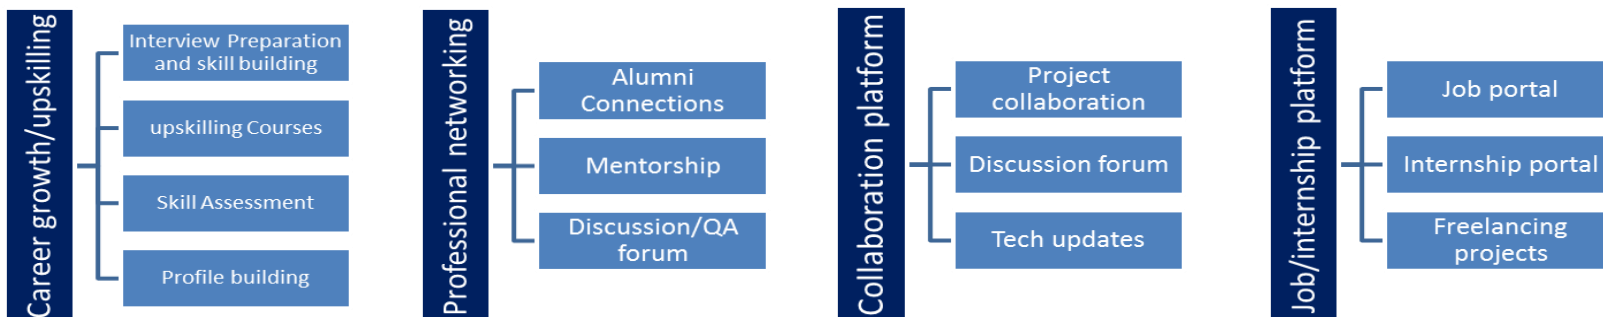 Career growth/upskilling
Interview Preparation
and skill building
upskilling Courses
Skill Assessment
Profile building
Professional networking
Alumni
Connections
Mentorship
Discussion/QA
forum
Collaboration platform
Project
collaboration
Discussion forum
Tech updates
Job/internship platform
Job portal
Internship portal
Freelancing
projects